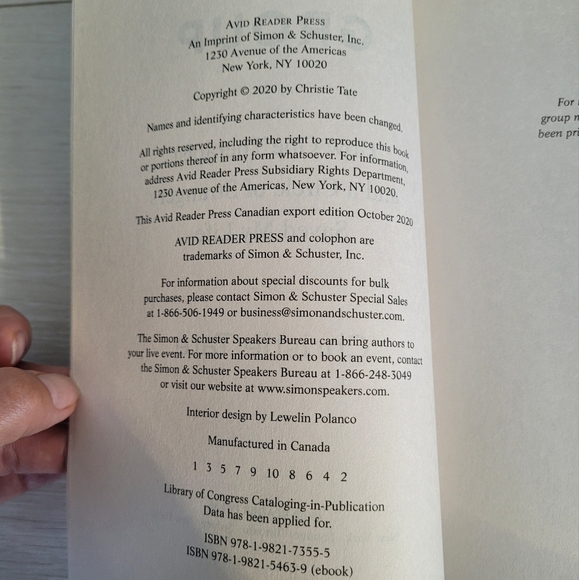 AVID READER PRESS
An Imprint of Simon & Schuster, Inc.
1230 Avenue of the Americas
New York, NY 10020
Copyright © 2020 by Christie Tate
Names and identifying characteristics have been changed.
All rights reserved, including the right to reproduce this book
or portions thereof in any form whatsoever. For information,
address Avid Reader Press Subsidiary Rights Department,
1230 Avenue of the Americas, New York, NY 10020.
This Avid Reader Press Canadian export edition October 2020
AVID READER PRESS and colophon are
trademarks of Simon & Schuster, Inc.
For information about special discounts for bulk
purchases, please contact Simon & Schuster Special Sales
at 1-866-506-1949 or business@simonandschuster.com.
The Simon & Schuster Speakers Bureau can bring authors to
your live event. For more information or to book an event, contact
the Simon & Schuster Speakers Bureau at 1-866-248-3049
or visit our website at www.simonspeakers.com.
Interior design by Lewelin Polanco
Manufactured in Canada
1 3 5 7 9 10 8 6 4 2
Library of Congress Cataloging-in-Publication
Data has been applied for.
ISBN 978-1-9821-7355-5
ISBN 978-1-9821-5463-9 (ebook)
For
group
been